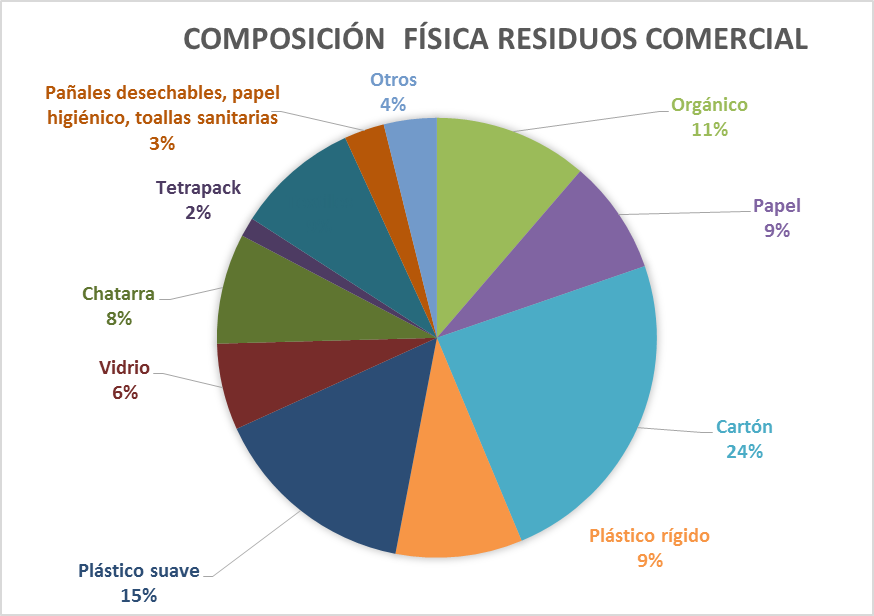 COMPOSICIÓN FÍSICA RESIDUOS COMERCIAL
Otros
4%
Pañales desechables, papel
higiénico, toallas sanitarias
3%
Orgánico
11%
Tetrapack
2%
Papel
9%
Chatarra
8%
Vidrio
6%
Cartón
24%
Plástico rígido
9%
Plástico suave
15%